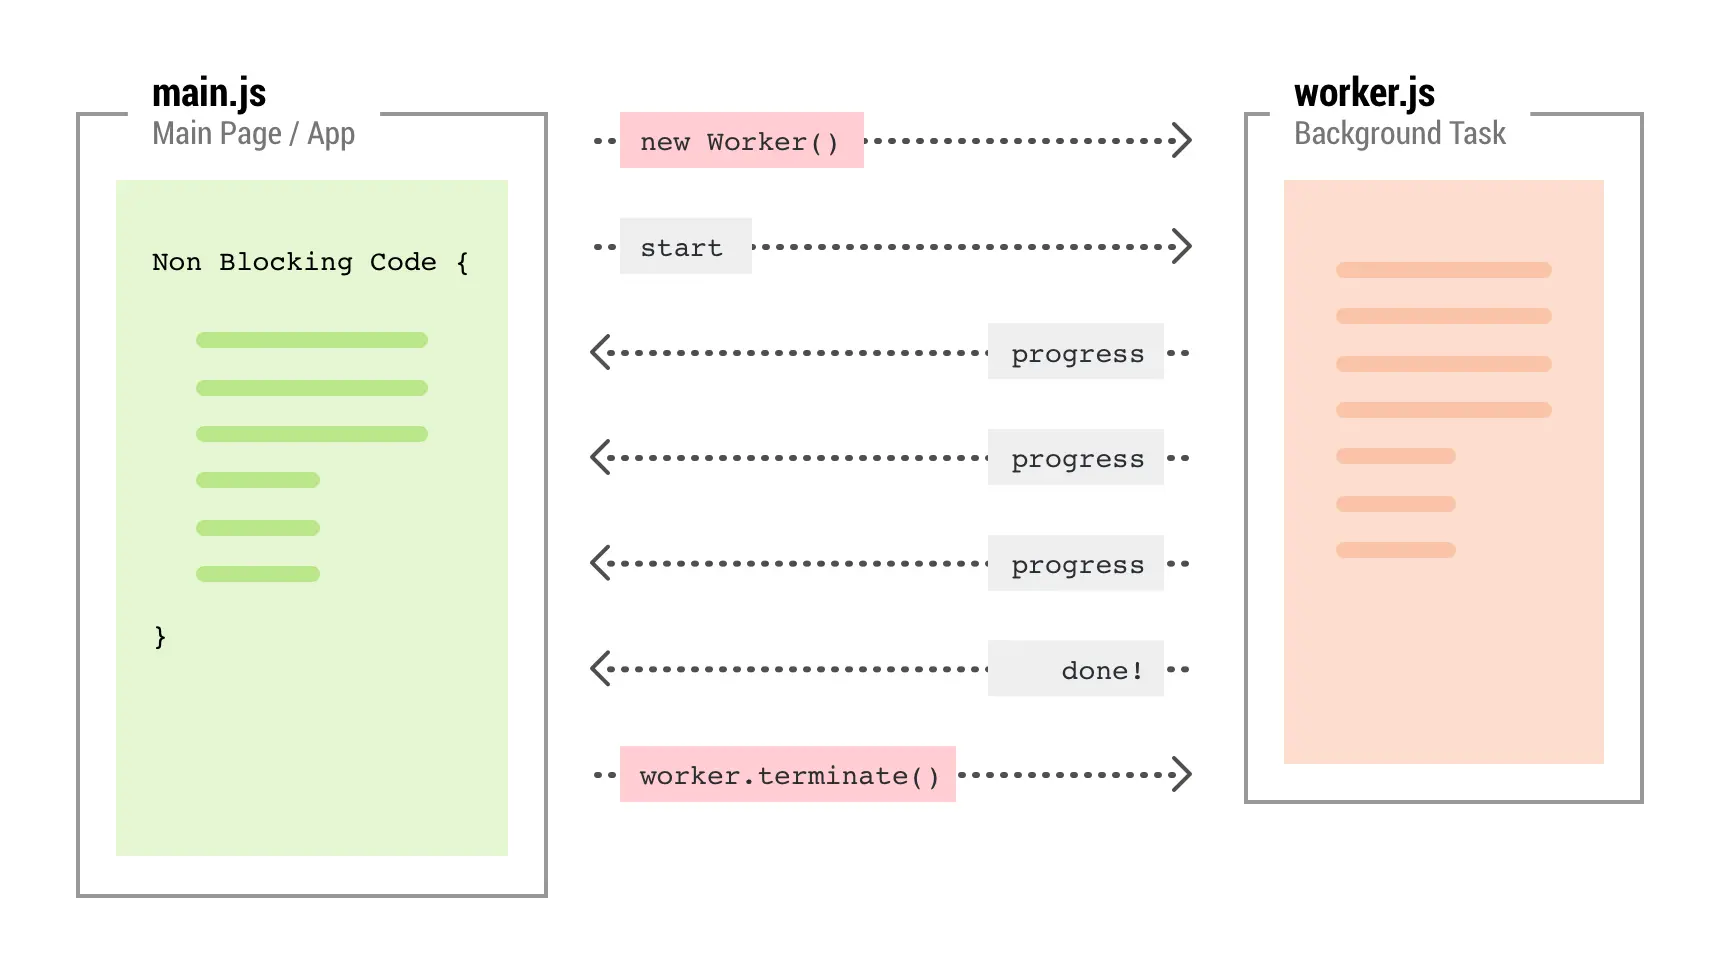 main.js
Main Page / App
Non Blocking Code {
}
new Worker()
start
progress
progress
progress
done!
worker.terminate()
worker.js
Background Task